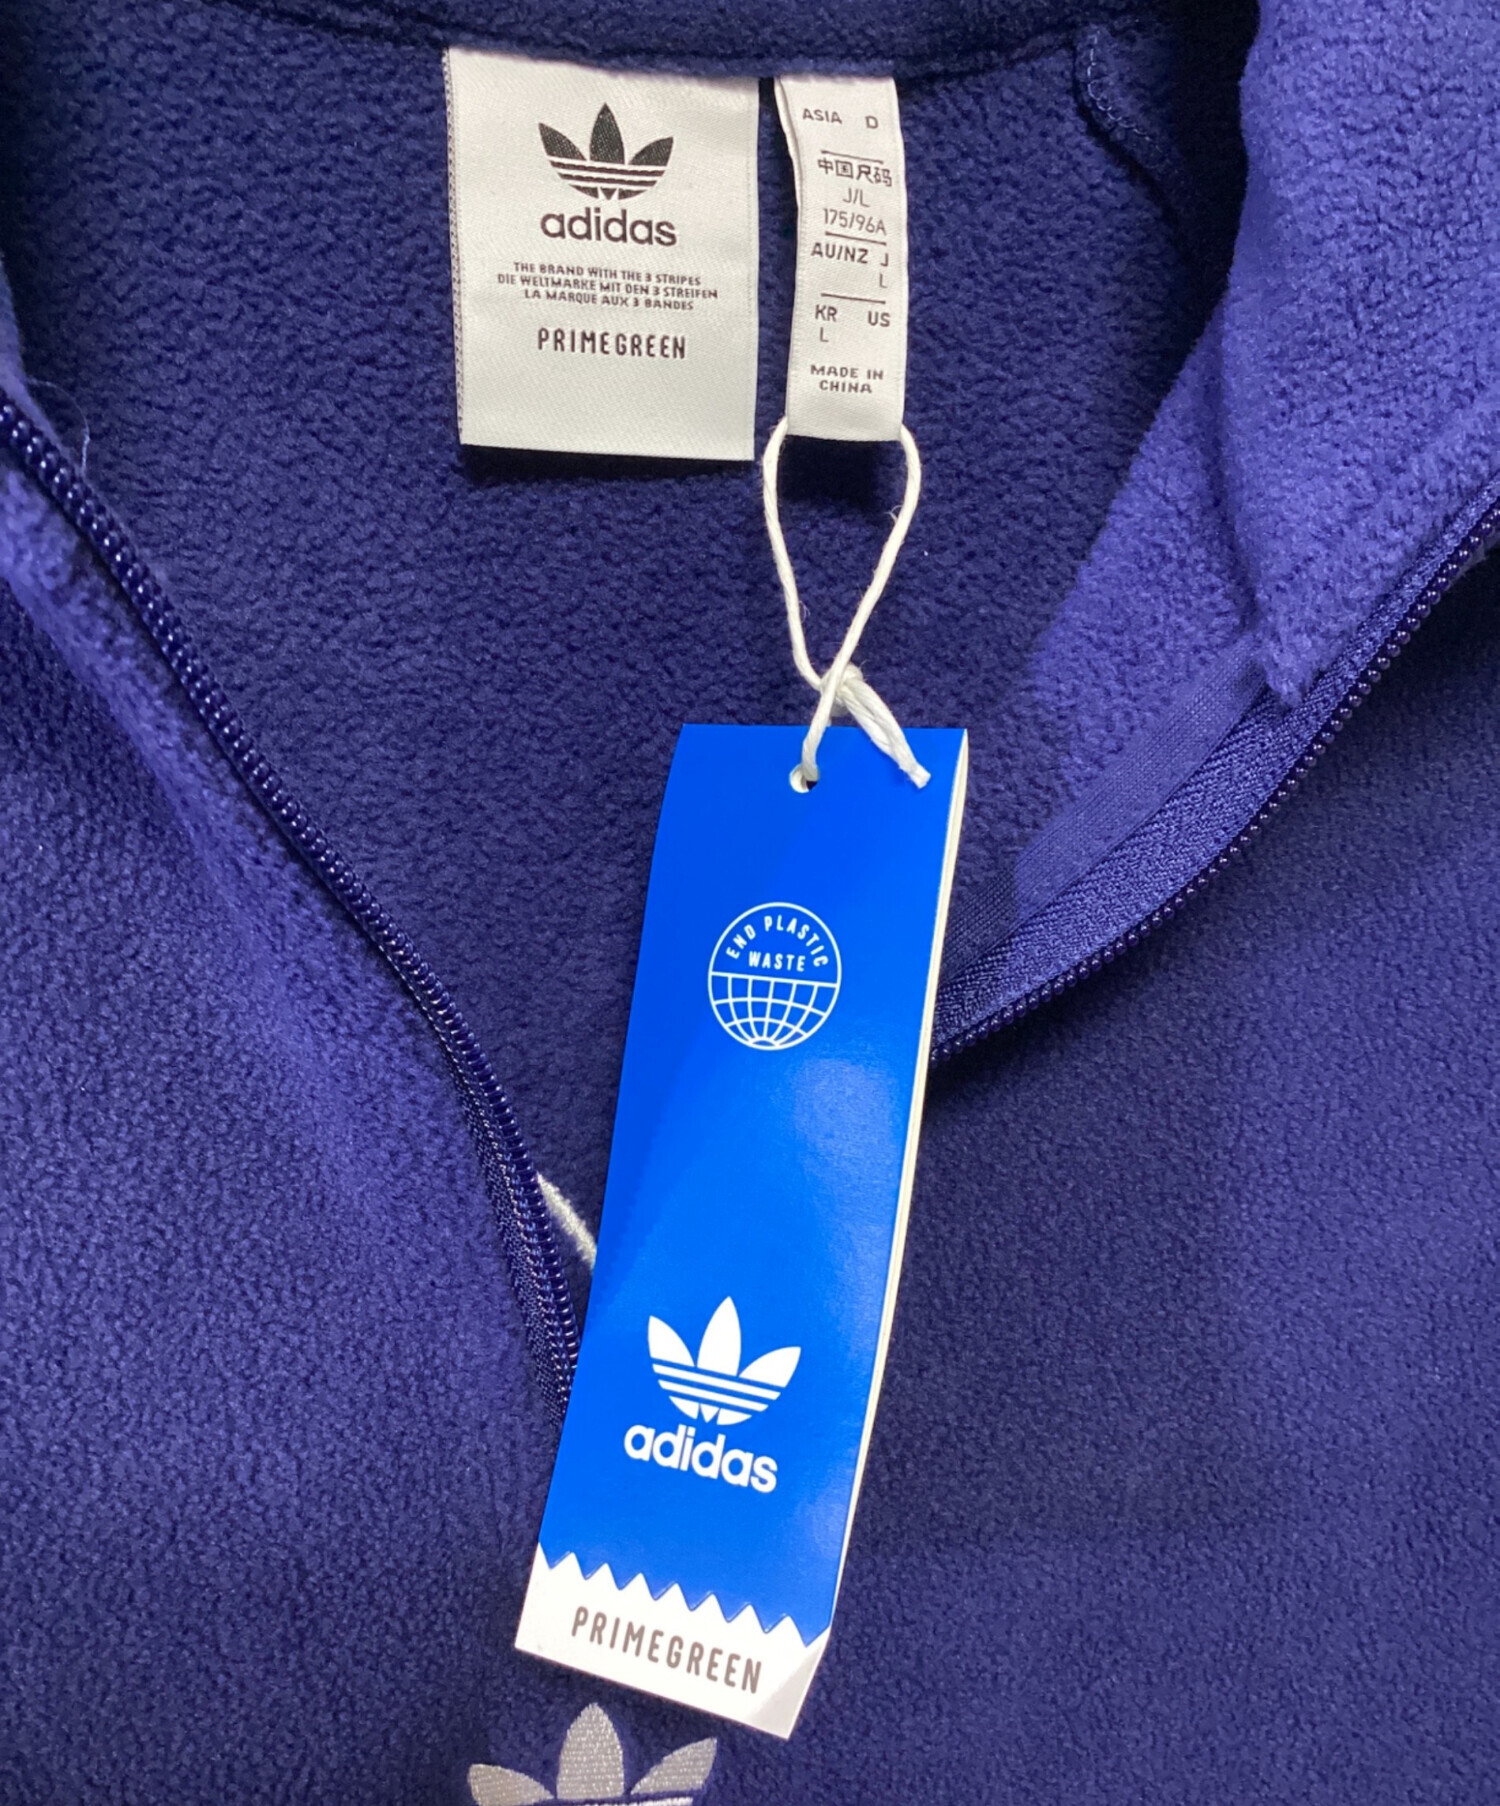 adidas
THE BRAND WITH THE 3 STRIPES
DIE WELTMARKE MIT DEN 3 STREIFEN
LA MARQUE AUX 3 BANDES
PRIMEGREEN
ASIA D
中国尺码
J/L
175/96A
AU/NZ J
L
KR US
L
MADE IN
CHINA
END PLASTIC
WASTE
adidas
PRIMEGREEN